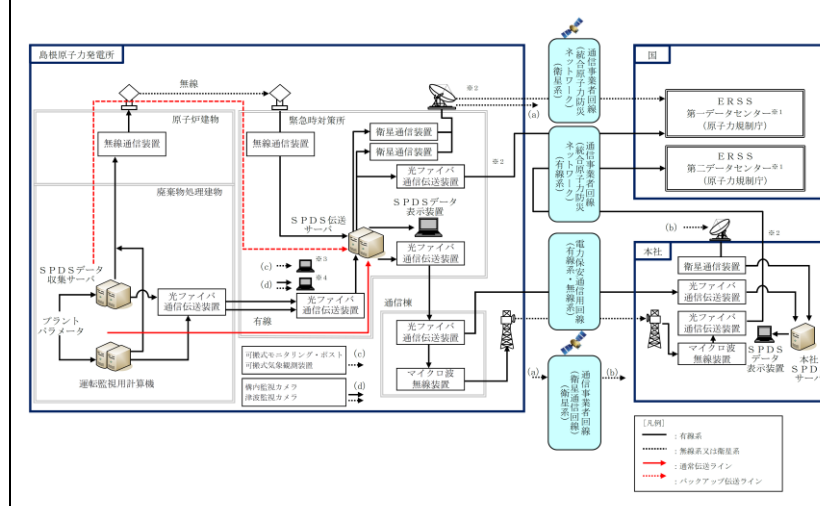 島根原子力発電所
無線
原子炉建物
無線通信装置
廃棄物処理建物
SPDSデータ
収集サーバ
プラント
パラメータ
運転監視用計算機
光ファイバ
通信伝送装置
有線
緊急時対策所
無線通信装置
衛星通信装置
衛星通信装置
光ファイバ
通信伝送装置
SPDS伝送
サーバ
SPDSデータ
表示装置
光ファイバ
通信伝送装置
(c)
※3
(d)
※4
光ファイバ
通信伝送装置
通信棟
光ファイバ
通信伝送装置
マイクロ波
無線装置
可搬式モニタリング・ポスト
可搬式気象観測装置
(c)
構内監視カメラ
津波監視カメラ
(d)
※2
(a)
※2
通信事業者回線
(統合原子力防災
ネットワーク)
(衛星系)
通信事業者回線
(統合原子力防災
ネットワーク)
(有線系)
電力保安通信用回線
(有線系・無線系)
(a)
通信事業者回線
(衛星通信回線)
(衛星系)
(b)
国
ERSS
第一データセンター※1
(原子力規制庁)
ERSS
第二データセンター※1
(原子力規制庁)
(b)
※2
本社
衛星通信装置
光ファイバ
通信伝送装置
光ファイバ
通信伝送装置
マイクロ波
無線装置
SPDS
データ
表示装置
本社
SPDS
サーバ
[凡例]
:有線系
:無線系又は衛星系
:通常伝送ライン
:バックアップ伝送ライン